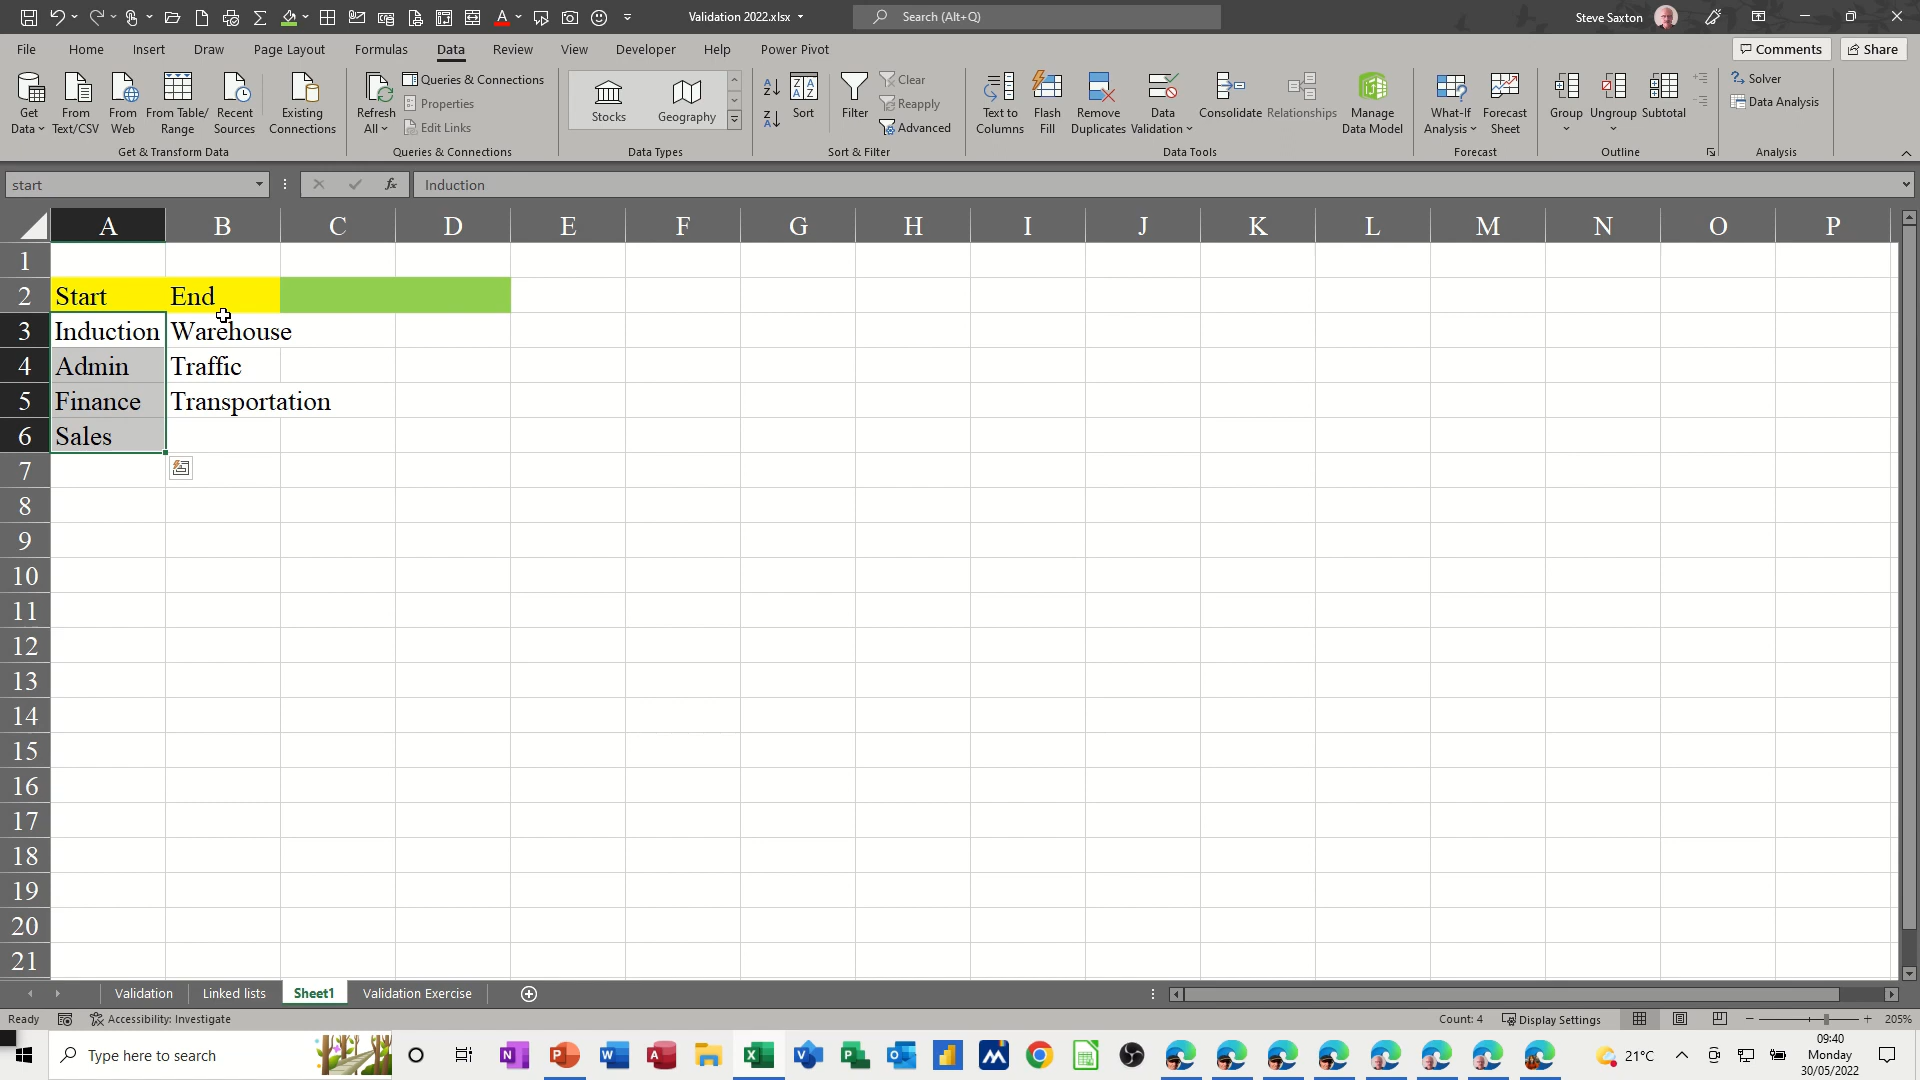 Validation 2022.xlsx
Search (Alt+Q)
Steve Saxton
File Home Insert Draw Page Layout Formulas Data Review View Developer Help Power Pivot
Comments Share
Get Data
From Text/CSV
From Web
From Table/ Range
Recent Sources
Existing Connections
Get & Transform Data
Refresh All
Queries & Connections
Properties
Edit Links
Queries & Connections
Stocks Geography
Data Types
Sort
Filter
Clear
Reapply
Advanced
Sort & Filter
Text to Columns
Flash Fill
Remove Duplicates
Data Validation
Consolidate
Relationships
Manage Data Model
Data Tools
What-If Analysis
Forecast Sheet
Forecast
Group
Ungroup
Subtotal
Outline
Solver
Data Analysis
Analysis
start
fx
Induction
A B C D E F G H I J K L M N O P
1
2 Start End
3 Induction Warehouse
4 Admin Traffic
5 Finance Transportation
6 Sales
7
8
9
10
11
12
13
14
15
16
17
18
19
20
21
Validation Linked lists Sheet1 Validation Exercise
Ready Accessibility: Investigate
Count: 4 Display Settings 205%
Type here to search
21°C
09:40
Monday
30/05/2022